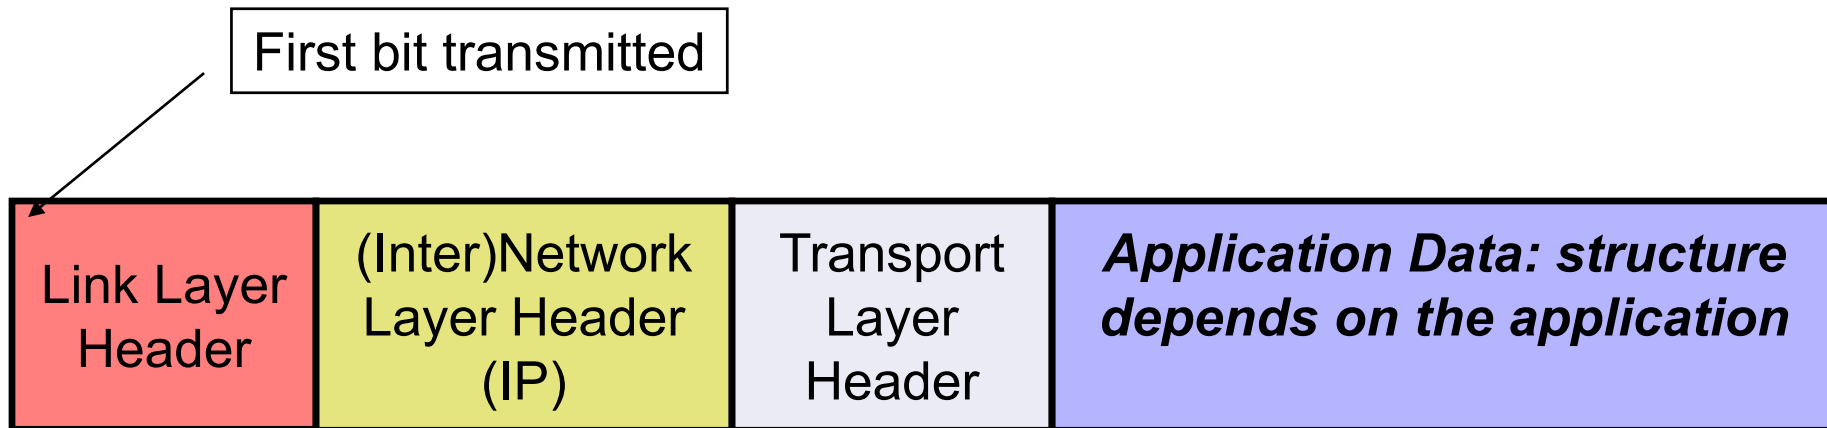 First bit transmitted
Link Layer
Header
(Inter)Network
Layer Header
(IP)
Transport
Layer
Header
Application Data: structure
depends on the application